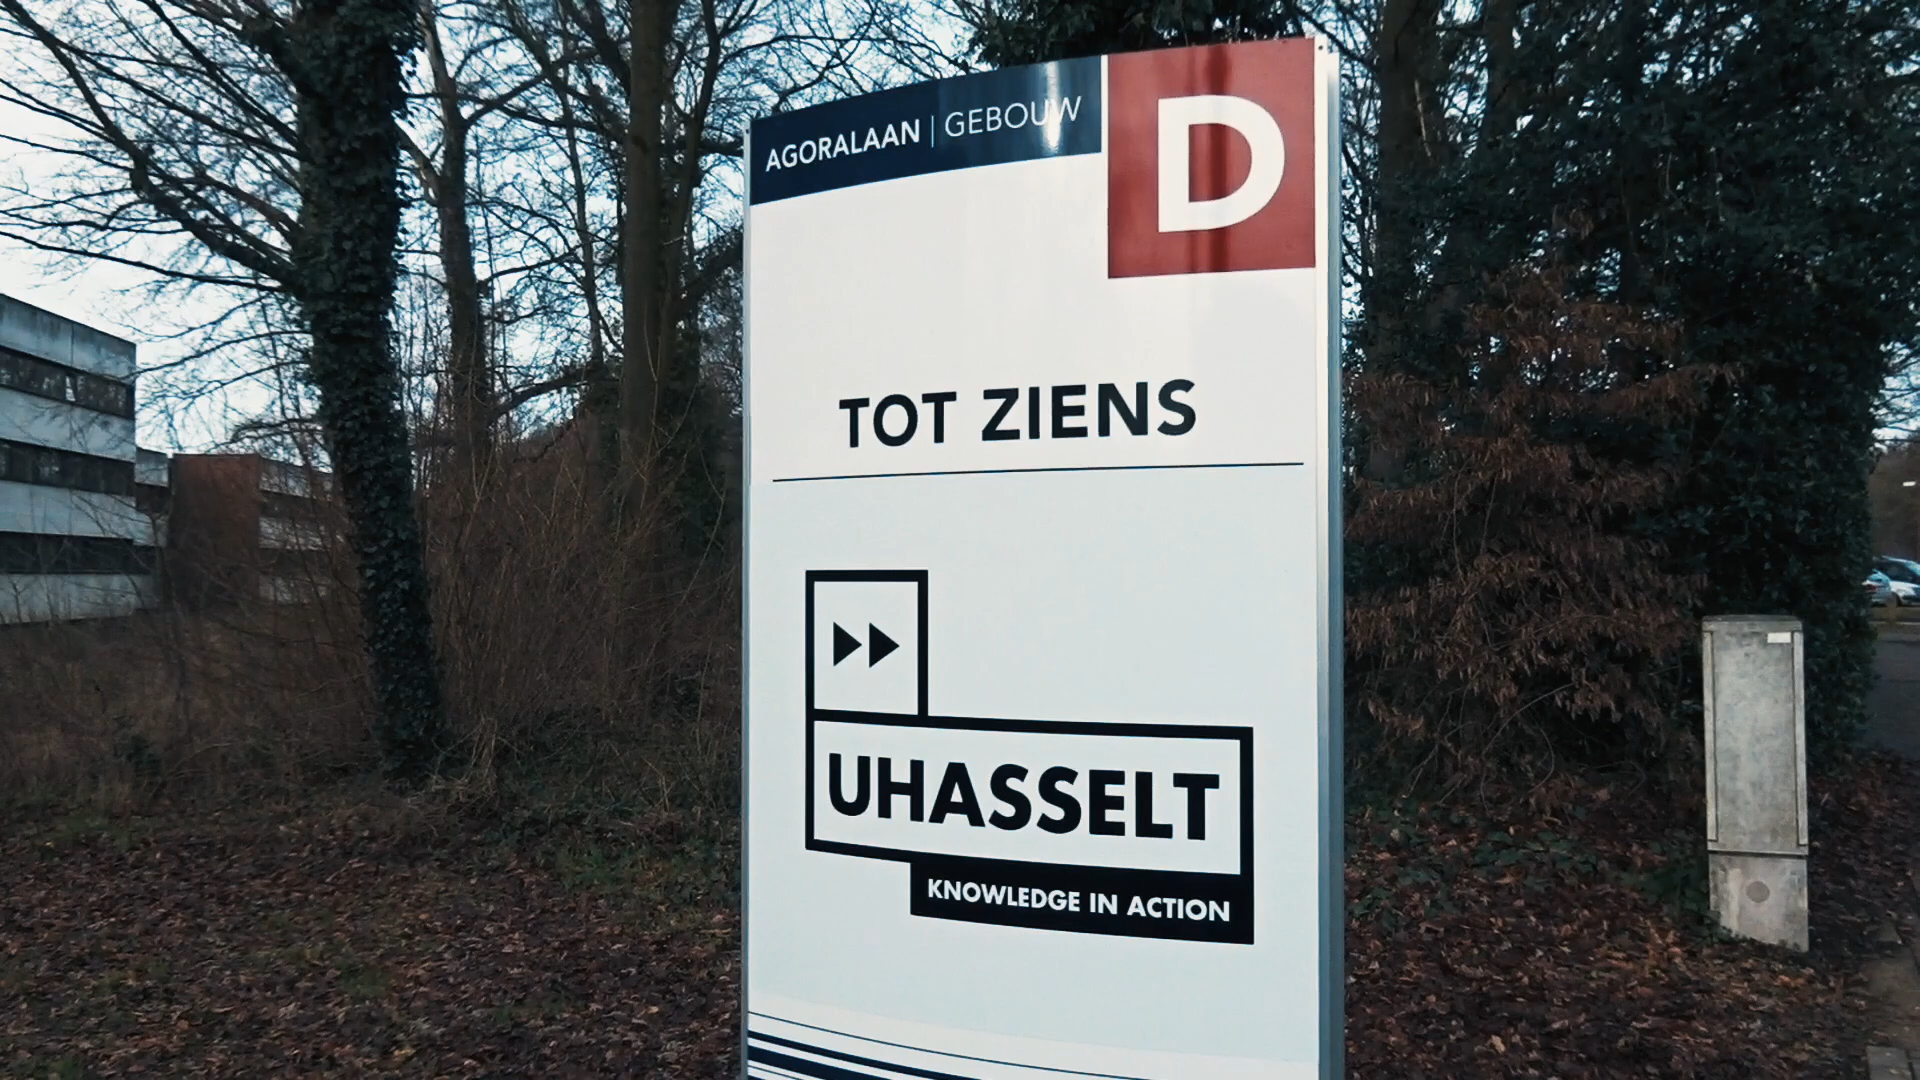 AGORALAAN | GEBOUW D
TOT ZIENS
UHASSELT
KNOWLEDGE IN ACTION